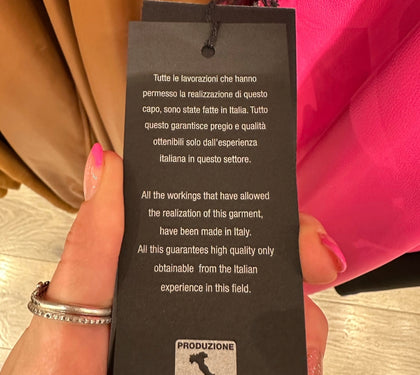 Tutte le lavorazioni che hanno
permesso la realizzazione di questo
capo, sono state fatte in Italia. Tutto
questo garantisce pregio e qualità
ottenibili solo dall'esperienza
italiana in questo settore.
All the workings that have allowed
the realization of this garment,
have been made in Italy.
All this guarantees high quality only
obtainable from the Italian
experience in this field.
PRODUZIONE